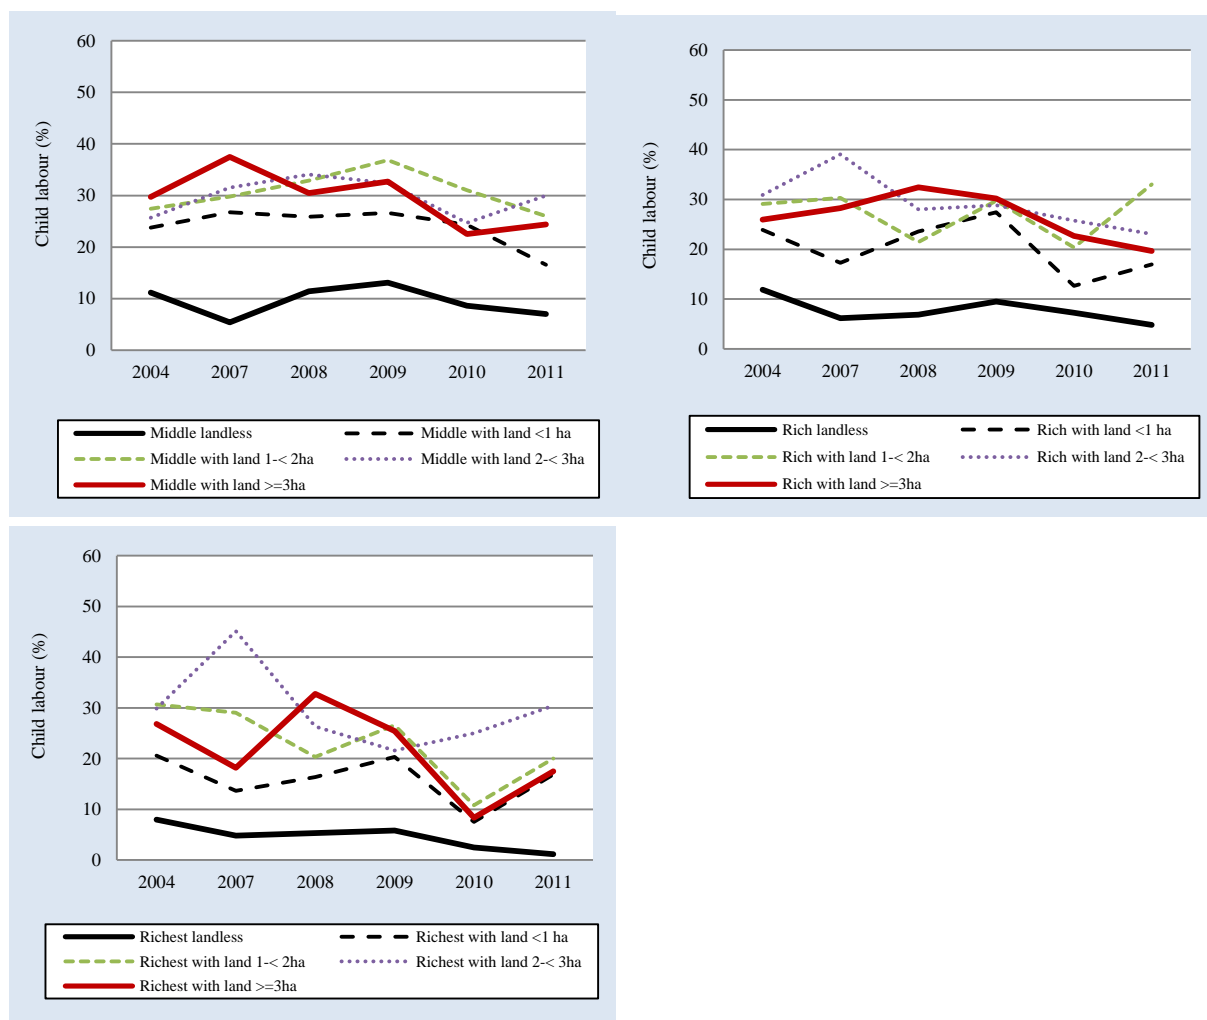 60
50
40
30
20
10
0
Child labour (%)
2004 2007 2008 2009 2010 2011
Middle landless Middle with land <1 ha
Middle with land 1-< 2ha Middle with land 2-< 3ha
Middle with land >=3ha
60
50
40
30
20
10
0
Child labour (%)
2004 2007 2008 2009 2010 2011
Rich landless Rich with land <1 ha
Rich with land 1-< 2ha Rich with land 2-< 3ha
Rich with land >=3ha
60
50
40
30
20
10
0
Child labour (%)
2004 2007 2008 2009 2010 2011
Richest landless Richest with land <1 ha
Richest with land 1-< 2ha Richest with land 2-< 3ha
Richest with land >=3ha